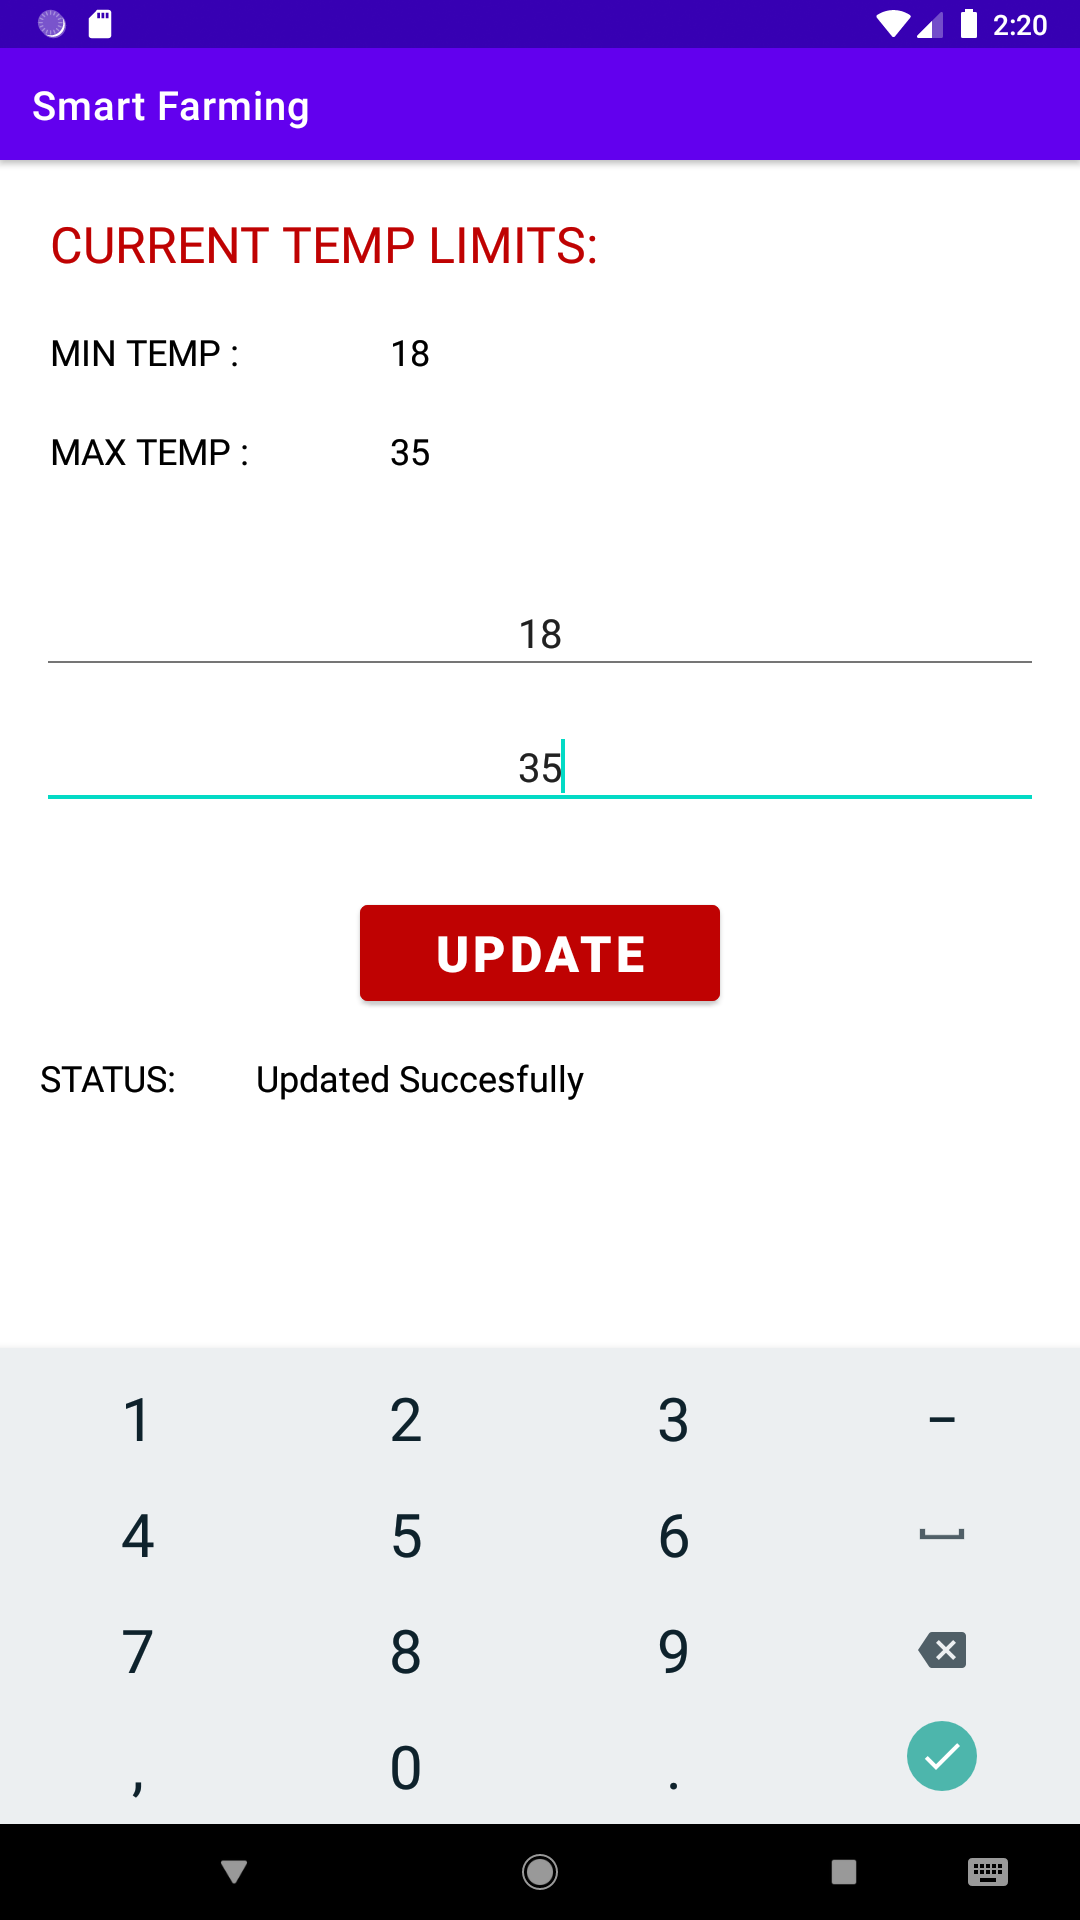 2:20
Smart Farming
CURRENT TEMP LIMITS:
MIN TEMP : 18
MAX TEMP : 35
18
35
UPDATE
STATUS: Updated Succesfully
1 2 3 –
4 5 6
7 8 9
, 0 .